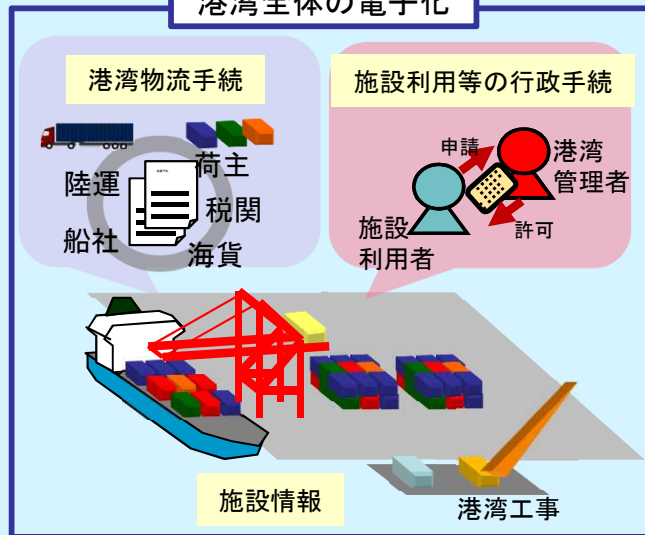 港湾全体の電子化
港湾物流手続
施設利用等の行政手続
陸運
荷主
税関
船社
海貨
申請
港湾
管理者
施設
利用者
許可
施設情報
港湾工事